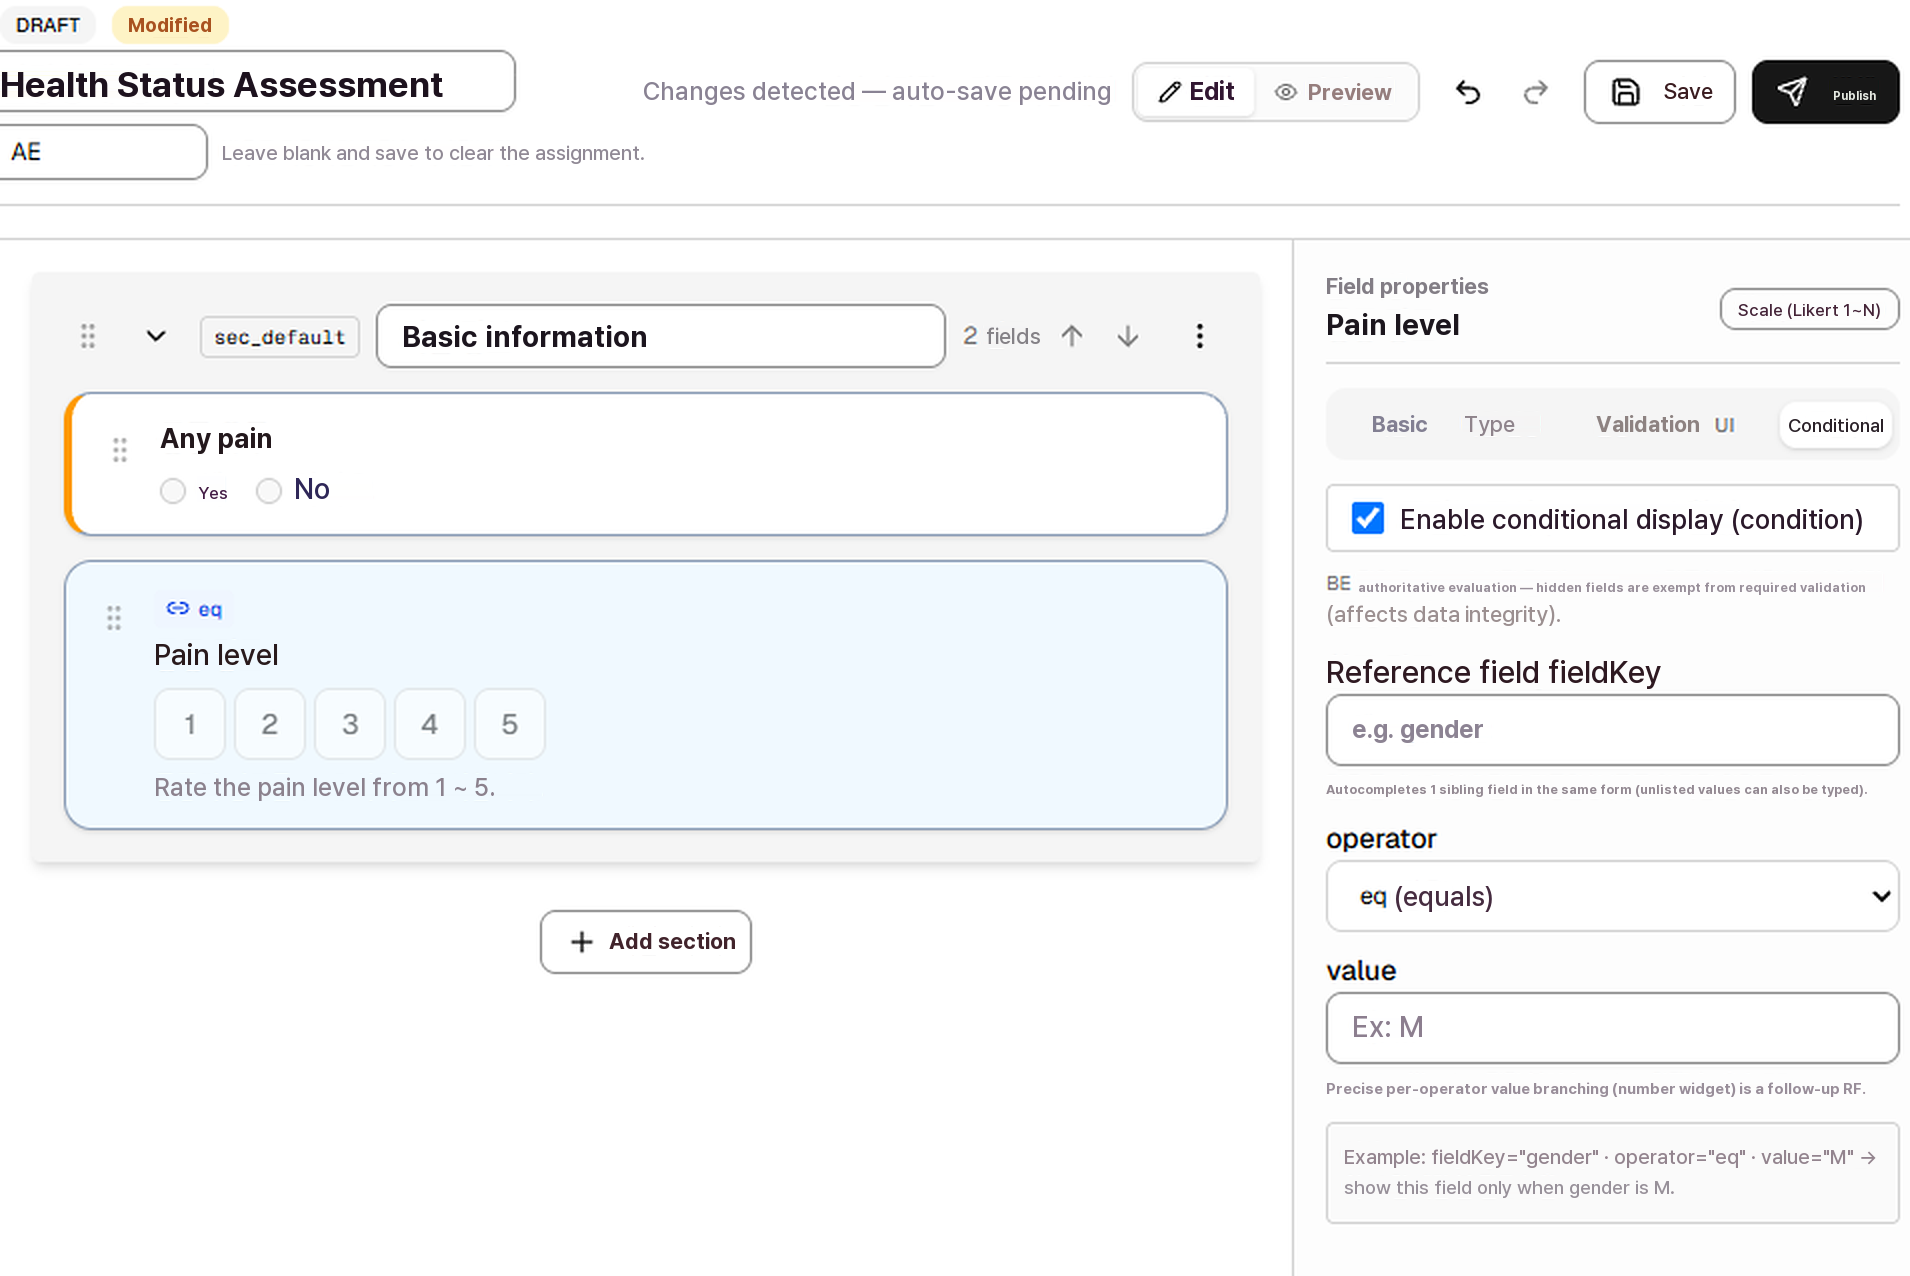 DRAFT Modified
Health Status Assessment
Changes detected — auto-save pending Edit Preview Save Publish
AE Leave blank and save to clear the assignment.
sec_default Basic information 2 fields
Any pain
Yes No
eq
Pain level
1 2 3 4 5
Rate the pain level from 1 ~ 5.
Add section
Field properties
Pain level
Scale (Likert 1~N)
Basic Type Validation UI Conditional
Enable conditional display (condition)
BE authoritative evaluation — hidden fields are exempt from required validation
(affects data integrity).
Reference field fieldKey
e.g. gender
Autocompletes 1 sibling field in the same form (unlisted values can also be typed).
operator
eq (equals)
value
Ex: M
Precise per-operator value branching (number widget) is a follow-up RF.
Example: fieldKey="gender" · operator="eq" · value="M" →
show this field only when gender is M.